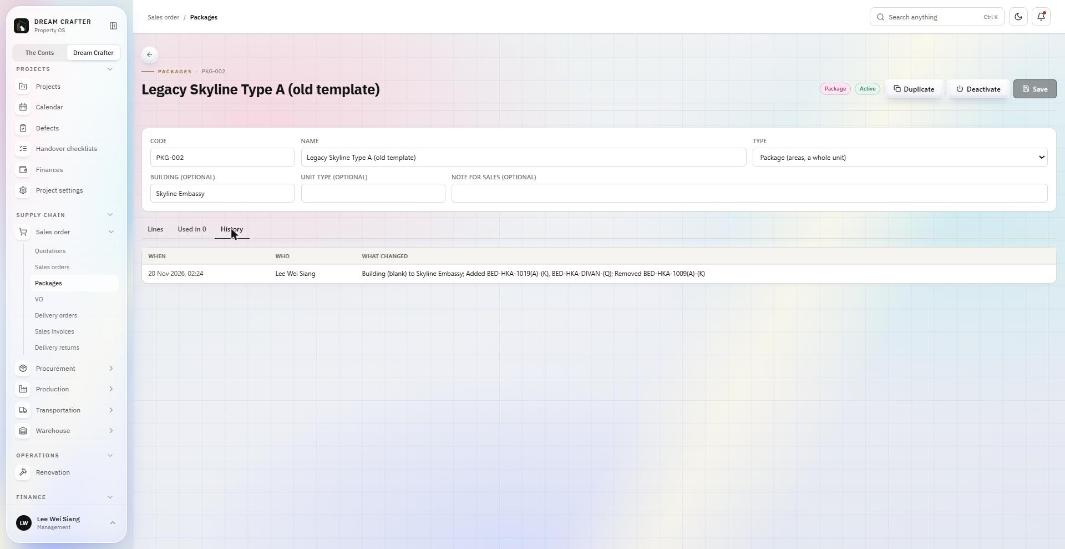 DREAM CRAFTER
Property OS
The Conts
Dream Crafter
PROJECTS
Projects
Calendar
Defects
Handover checklists
Finances
Project settings
SUPPLY CHAIN
Sales order
Quotations
Sales orders
Packages
VO
Delivery orders
Sales invoices
Delivery returns
Procurement
Production
Transportation
Warehouse
OPERATIONS
Renovation
FINANCE
LW
Lee Wei Siang
Management
Sales order / Packages
Search anything
Ctrl K
PACKAGES · PKG-002
Legacy Skyline Type A (old template)
Package
Active
Duplicate
Deactivate
Save
CODE NAME TYPE
PKG-002 Legacy Skyline Type A (old template) Package (areas, a whole unit)
BUILDING (OPTIONAL) UNIT TYPE (OPTIONAL) NOTE FOR SALES (OPTIONAL)
Skyline Embassy
Lines Used in 0 History
WHEN WHO WHAT CHANGED
20 Nov 2026, 02:24 Lee Wei Siang Building (blank) to Skyline Embassy; Added BED-HKA-1019(A)-(K), BED-HKA-DIVAN-(Q); Removed BED-HKA-1009(A)-(K)